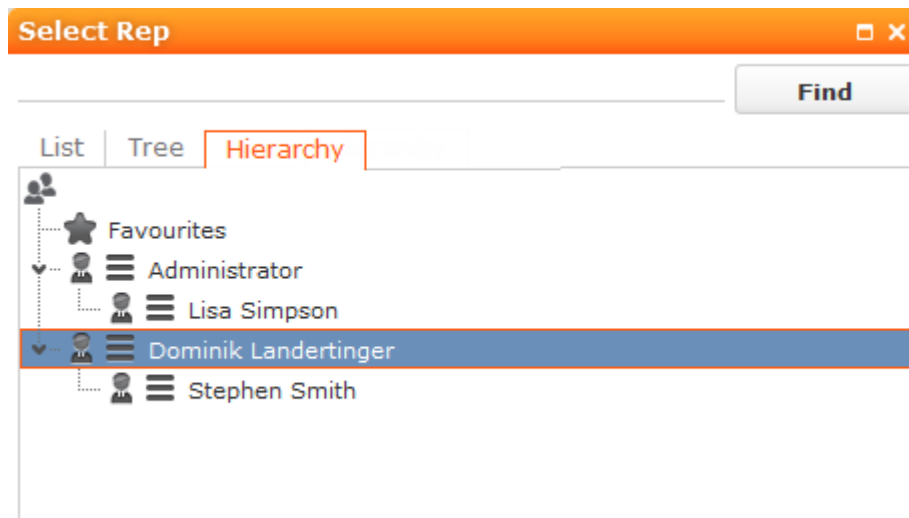 Select Rep
Find
List Tree Hierarchy
Favourites
Administrator
Lisa Simpson
Dominik Landertinger
Stephen Smith